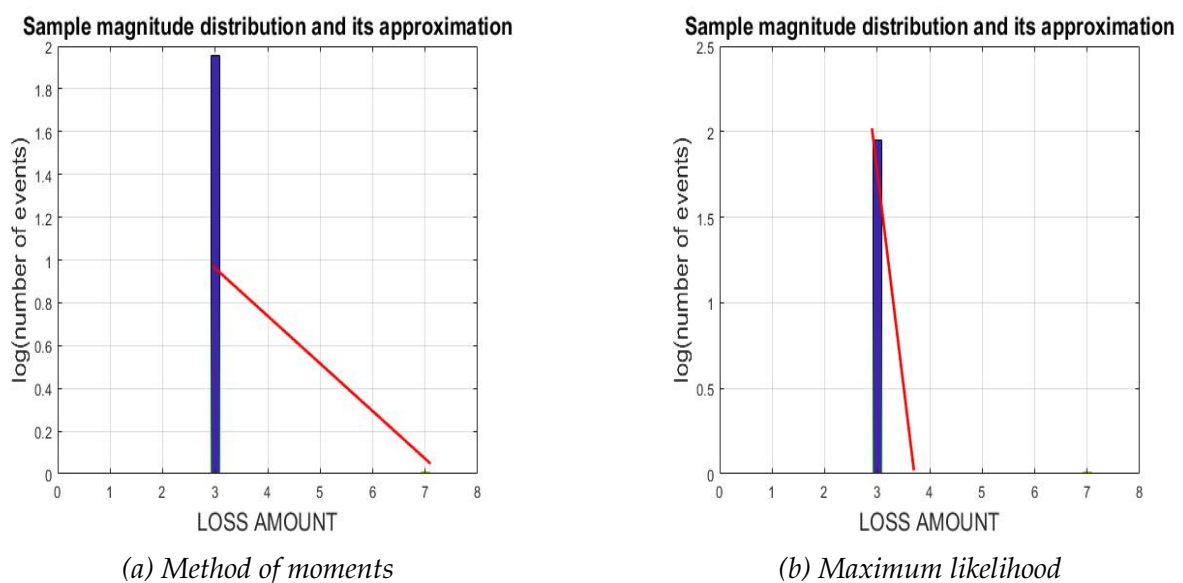 Sample magnitude distribution and its approximation
2
1.8
1.6
1.4
1.2
1
0.8
0.6
0.4
0.2
0
log(number of events)
0 1 2 3 4 5 6 7 8
LOSS AMOUNT
(a) Method of moments
Sample magnitude distribution and its approximation
2.5
2
1.5
1
0.5
0
log(number of events)
0 1 2 3 4 5 6 7 8
LOSS AMOUNT
(b) Maximum likelihood